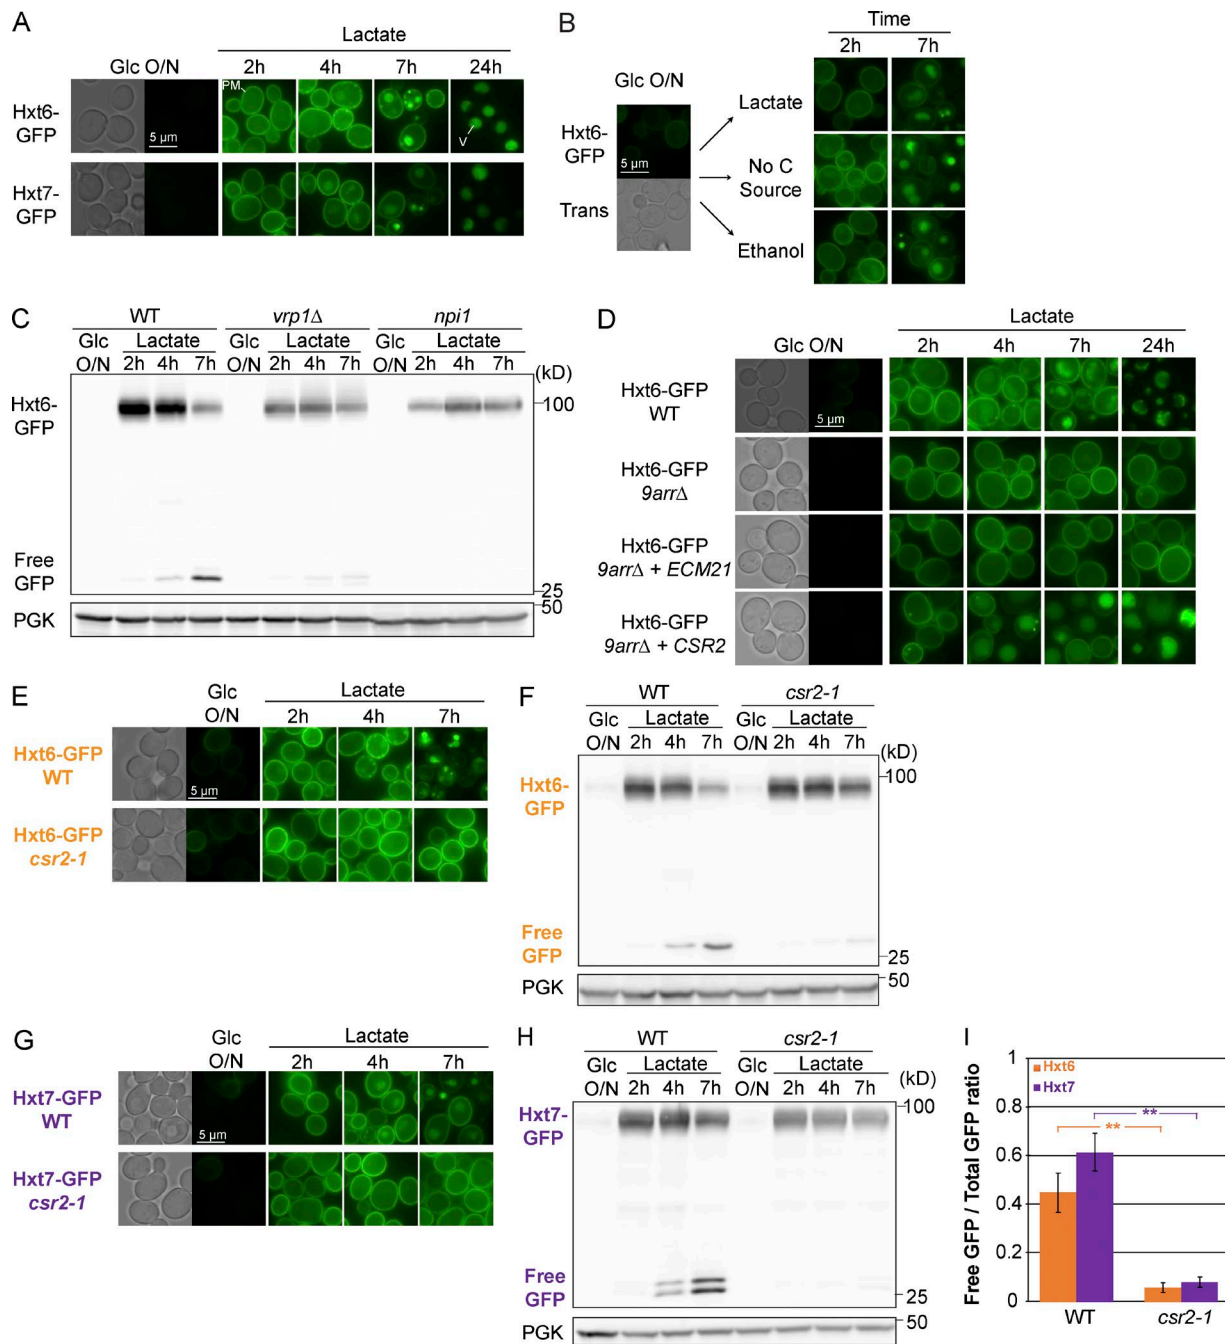 A
Lactate
Glc O/N
2h 4h 7h 24h
Hxt6-
GFP
PM
5 µm
V
Hxt7-
GFP
B
Time
2h 7h
Glc O/N
Hxt6-
GFP
5 µm
Trans
Lactate
No C
Source
Ethanol
C
WT vrp1Δ npi1
Glc Lactate Glc Lactate Glc Lactate
O/N 2h 4h 7h O/N 2h 4h 7h O/N 2h 4h 7h
(kD)
Hxt6-
GFP
100
Free
GFP
25
50
PGK
D
Lactate
Glc O/N
2h 4h 7h 24h
Hxt6-GFP
WT
5 µm
Hxt6-GFP
9arrΔ
Hxt6-GFP
9arrΔ + ECM21
Hxt6-GFP
9arrΔ + CSR2
E
Glc
O/N
Lactate
2h 4h 7h
Hxt6-GFP
WT
5 µm
Hxt6-GFP
csr2-1
F
WT csr2-1
Glc Lactate Glc Lactate
O/N 2h 4h 7h O/N 2h 4h 7h
(kD)
Hxt6-
GFP
100
Free
GFP
25
50
PGK
G
Glc
O/N
Lactate
2h 4h 7h
Hxt7-GFP
WT
5 µm
Hxt7-GFP
csr2-1
H
WT csr2-1
Glc Lactate Glc Lactate
O/N 2h 4h 7h O/N 2h 4h 7h
(kD)
Hxt7-
GFP
100
Free
GFP
25
50
PGK
I
Free GFP / Total GFP ratio
1
0.8
0.6
0.4
0.2
0
Hxt6
Hxt7
**
**
WT csr2-1